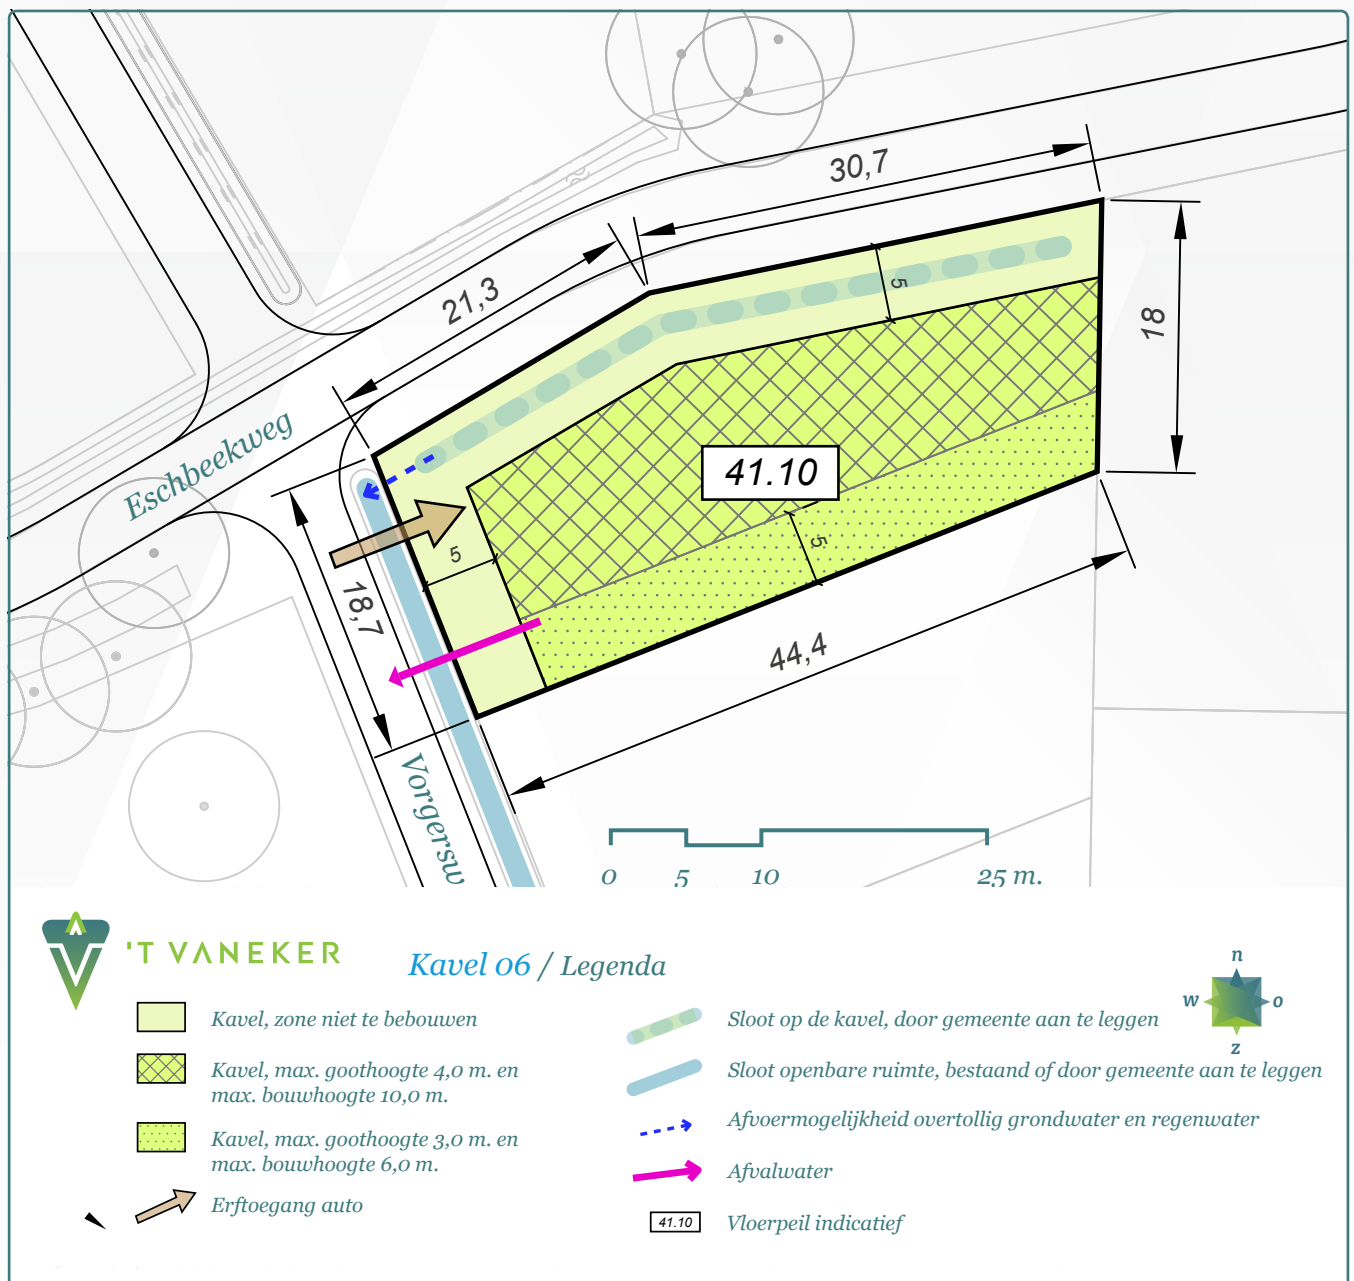 30,7
21,3
5
18
Eschbeekweg
41.10
5
5
18,7
44,4
Vorgersw
0 5 10 25 m.
'T VANEKER
Kavel 06 / Legenda
n
w o
z
Kavel, zone niet te bebouwen
Kavel, max. goothoogte 4,0 m. en
max. bouwhoogte 10,0 m.
Kavel, max. goothoogte 3,0 m. en
max. bouwhoogte 6,0 m.
Erftoegang auto
Sloot op de kavel, door gemeente aan te leggen
Sloot openbare ruimte, bestaand of door gemeente aan te leggen
Afvoermogelijkheid overtollig grondwater en regenwater
Afvalwater
41.10 Vloerpeil indicatief